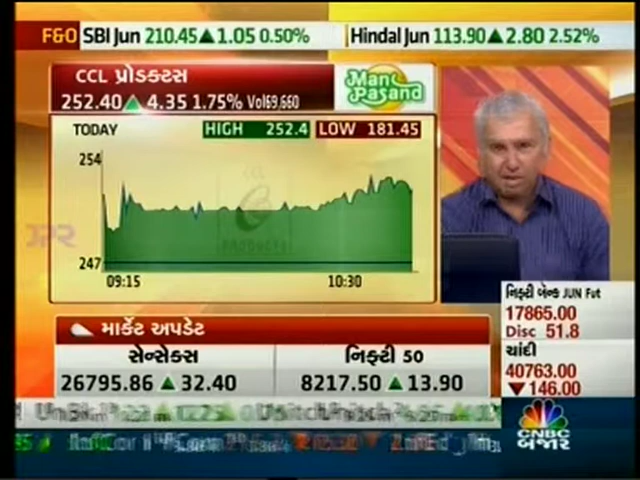 F&O SBI Jun 210.45 ▲ 1.05 0.50% Hindal Jun 113.90 ▲ 2.80 2.52%
CCL પ્રોડક્ટસ
252.40 ▲ 4.35 1.75% Vol69,660
Man Pasand
TODAY HIGH 252.4 LOW 181.45
254
247
09:15 10:30
નિફ્ટી બેન્ક JUN Fut
17865.00
Disc 51.8
ચાંદી
40763.00
▼ 146.00
માર્કેટ અપડેટ
સેન્સેક્સ નિફ્ટી 50
26795.86 ▲ 32.40 8217.50 ▲ 13.90
CNBC
બજાર